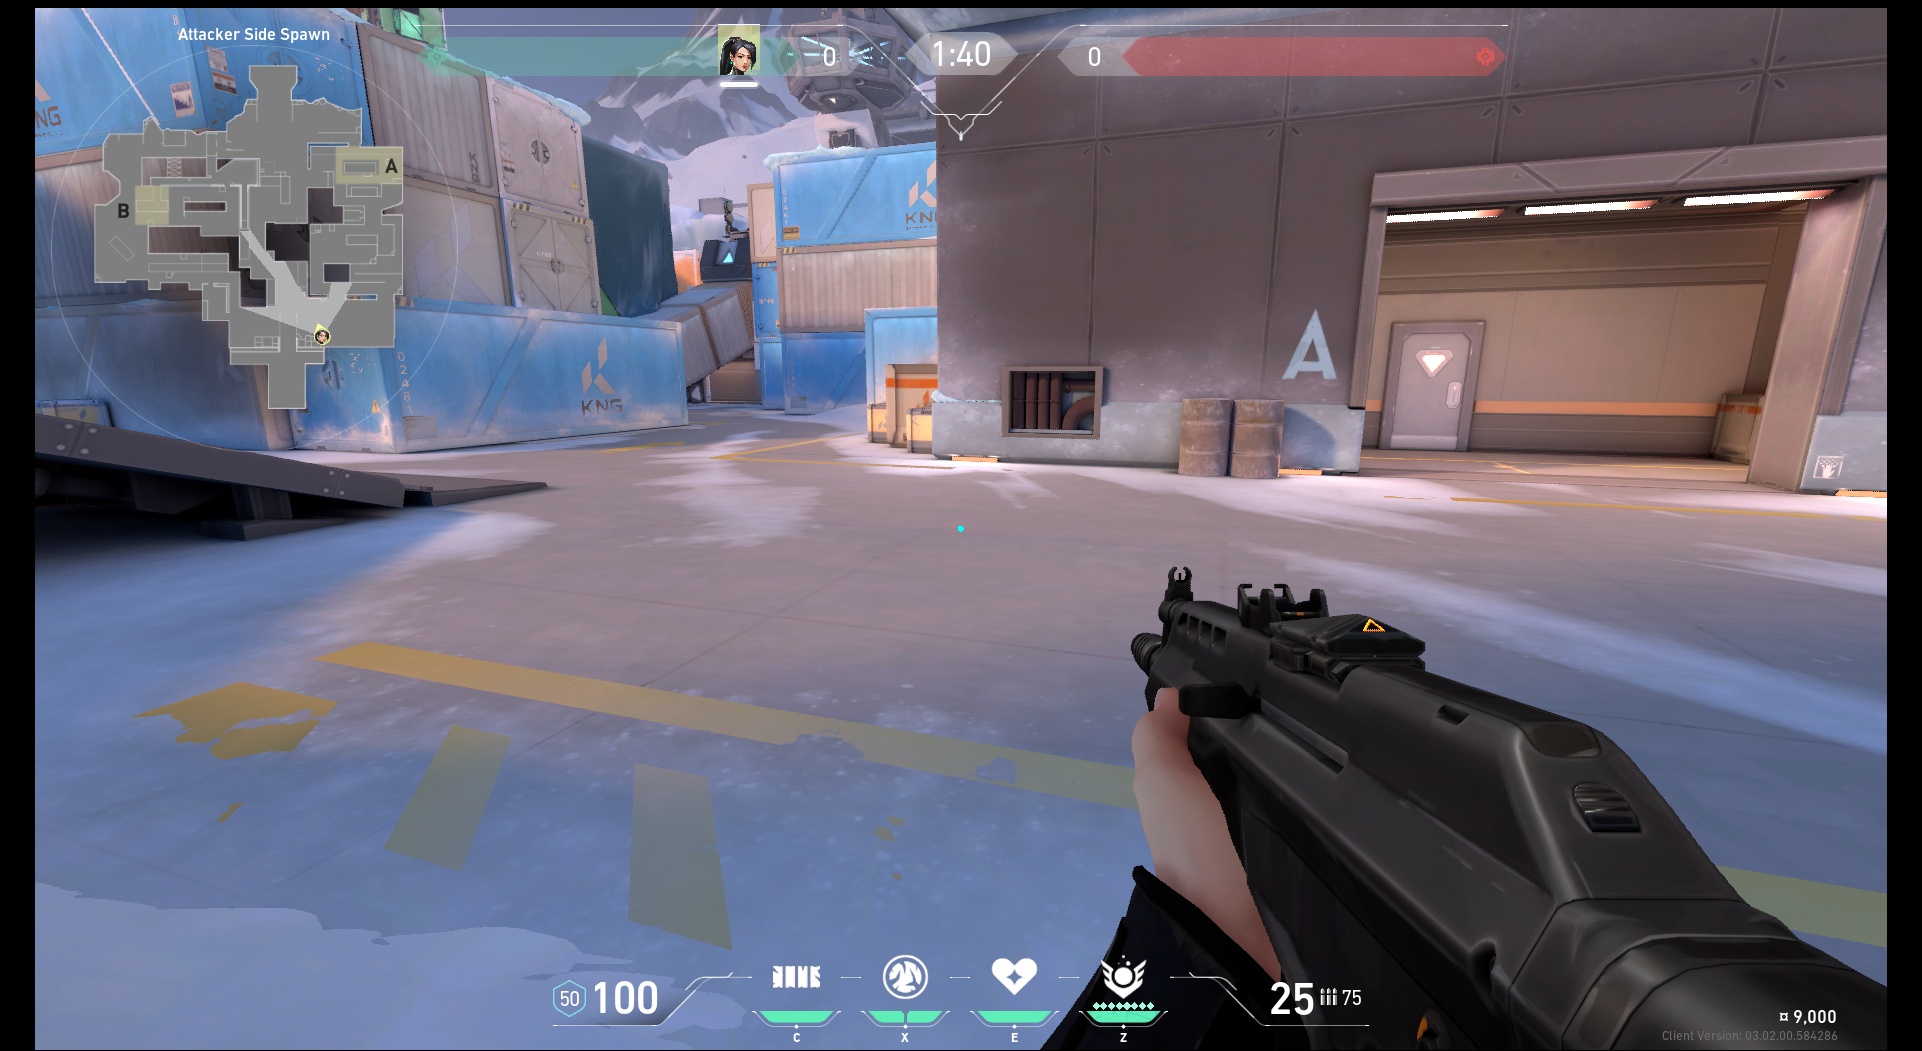 Attacker Side Spawn
0
1:40
0
KNG
A
B
KNG
A
KNG
0248
50
100
25
75
C
X
E
Z
¤ 9,000
Client Version: 03.02.00.584286